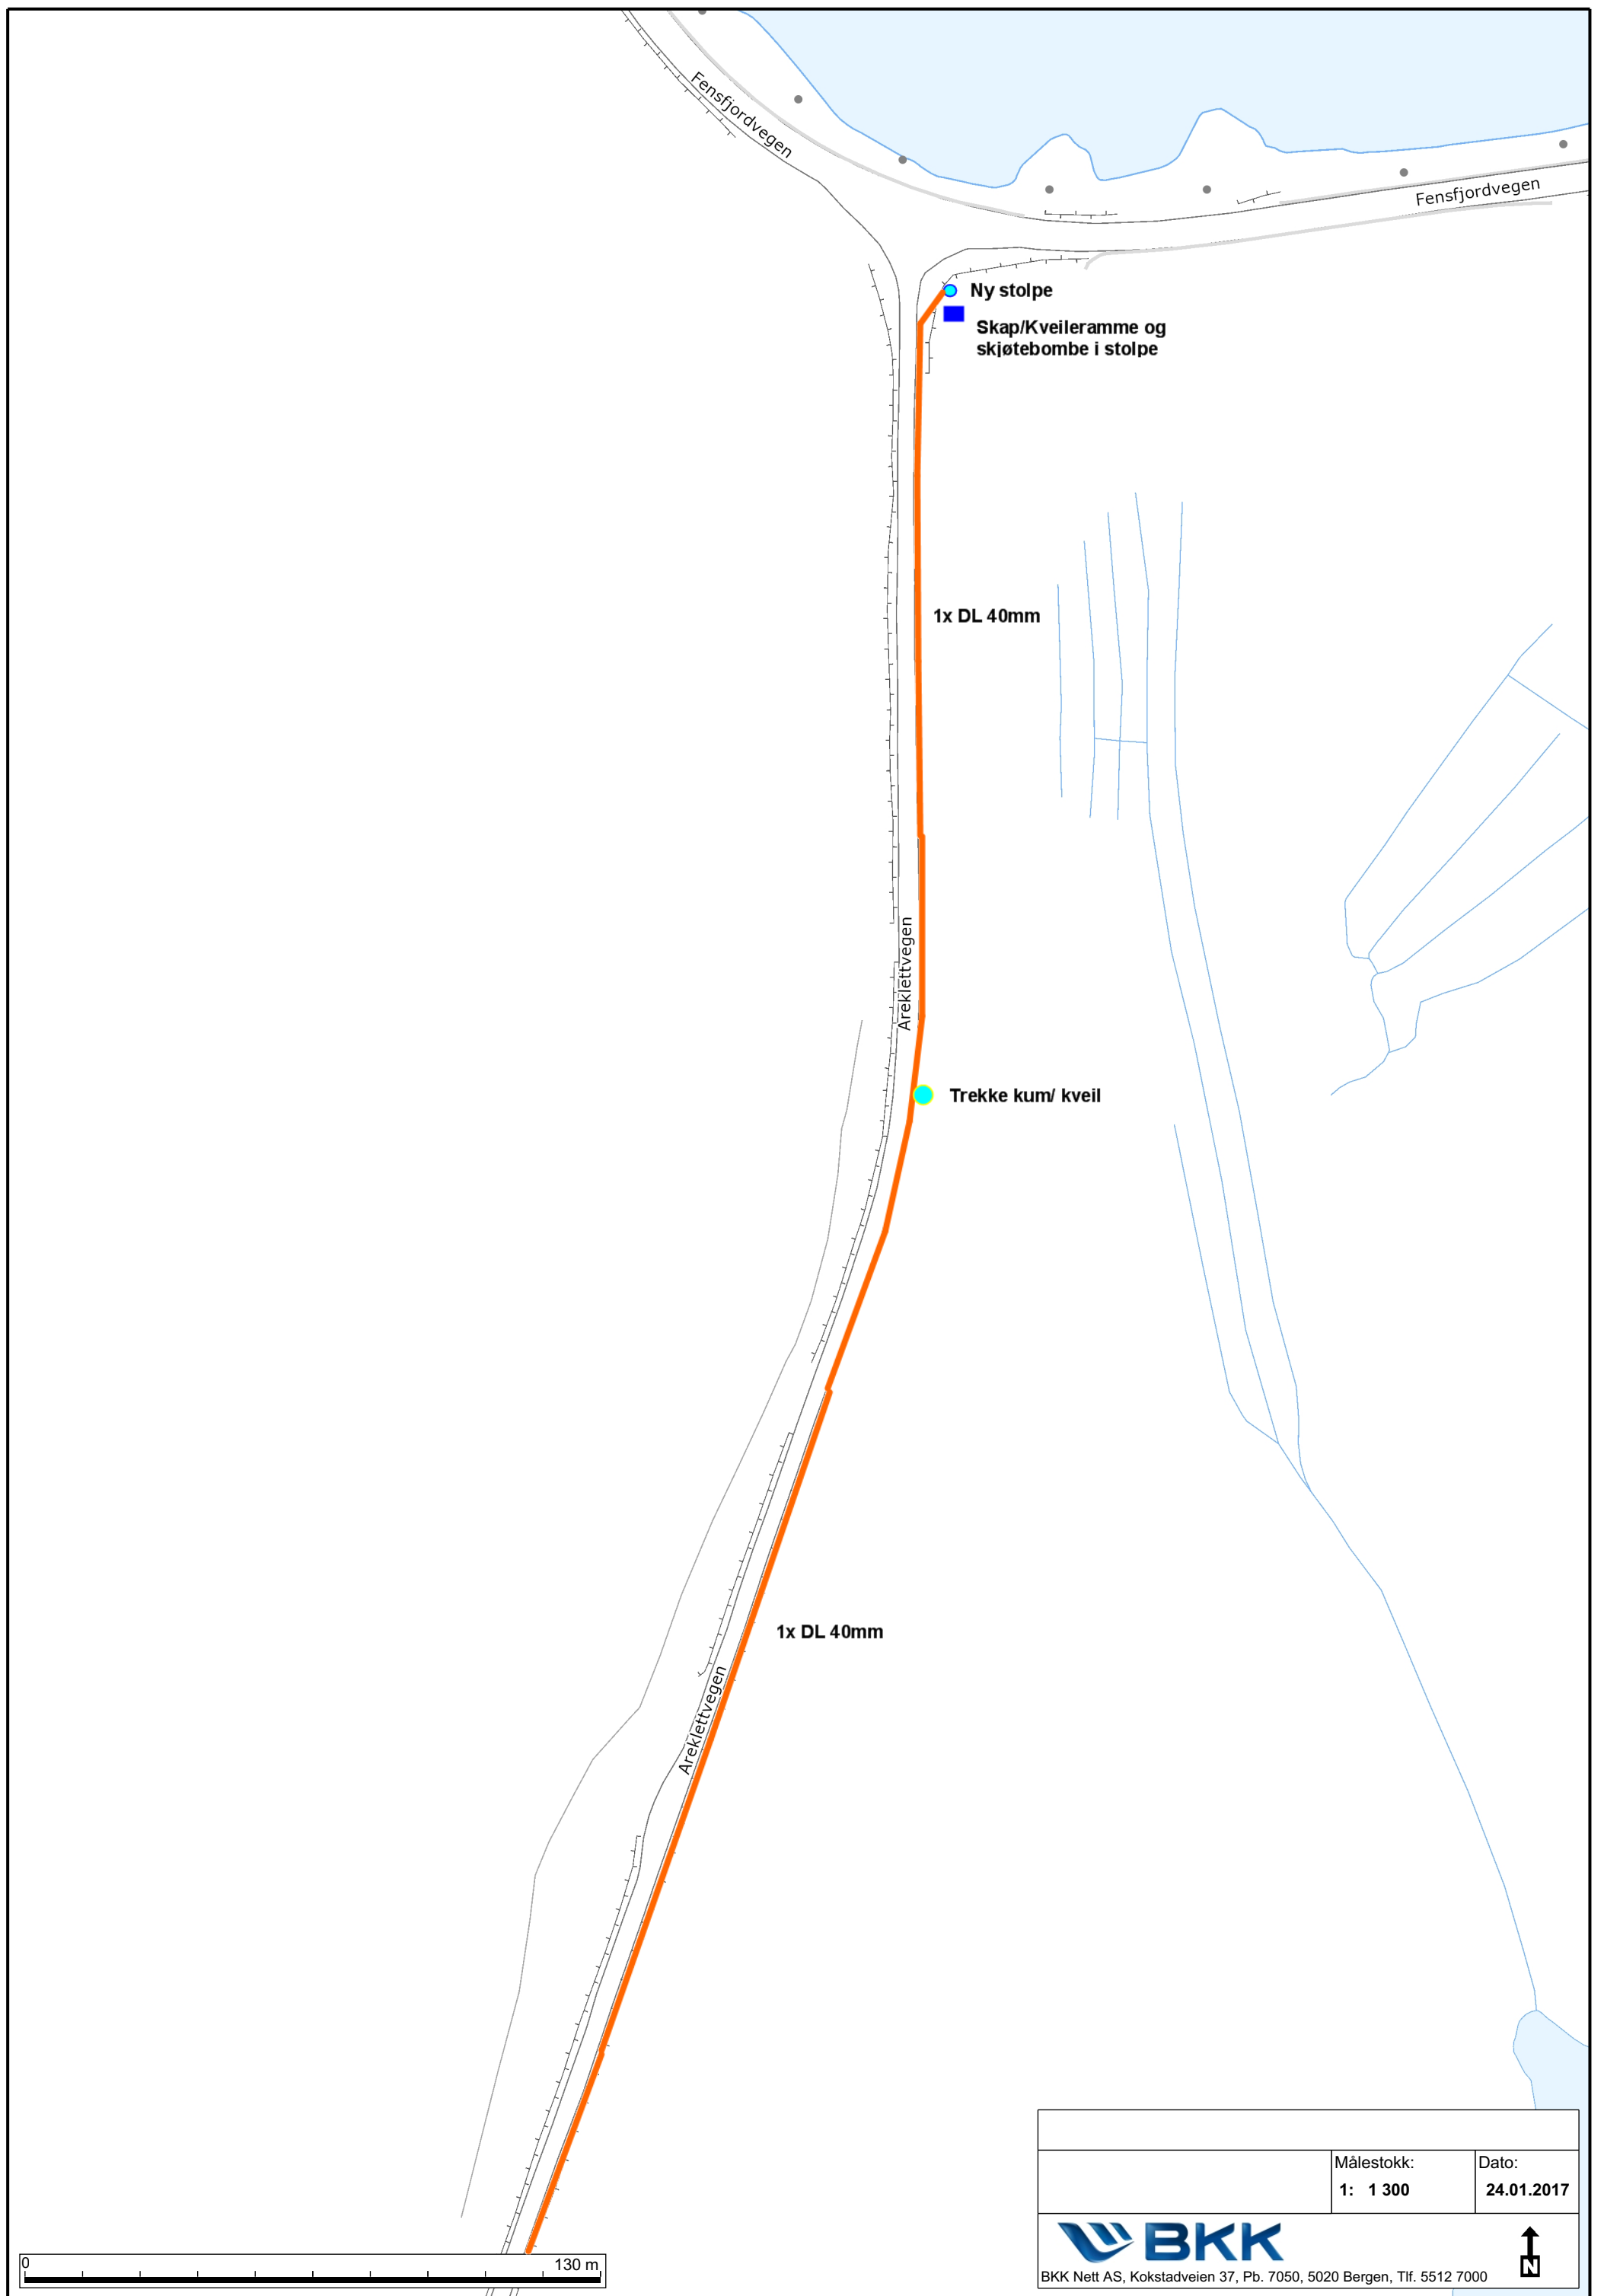 Fensfjordvegen
Fensfjordvegen
Ny stolpe
Skap/Kveileramme og
skjøtebombe i stolpe
1x DL 40mm
Areklettvegen
Trekke kum/ kveil
1x DL 40mm
Areklettvegen
Målestokk:
1: 1 300
Dato:
24.01.2017
BKK
N
BKK Nett AS, Kokstadveien 37, Pb. 7050, 5020 Bergen, Tlf. 5512 7000
0
130 m